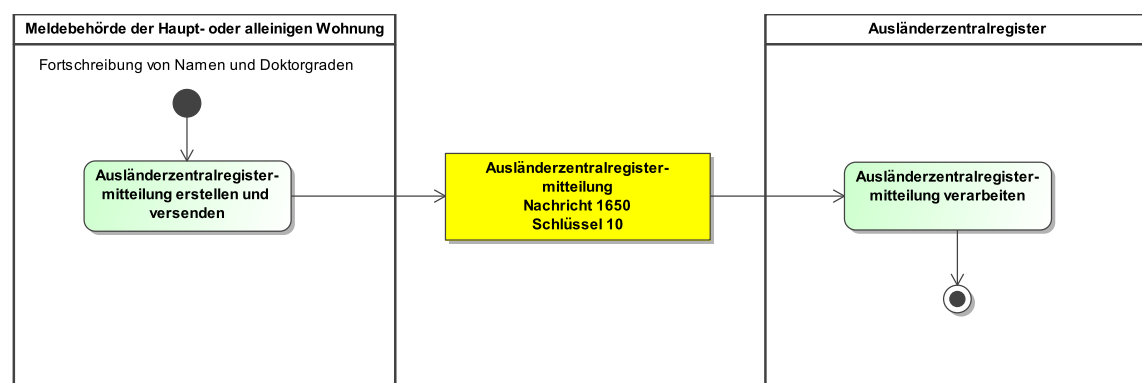 Meldebehörde der Haupt- oder alleinigen Wohnung
Ausländerzentralregister
Fortschreibung von Namen und Doktorgraden
Ausländerzentralregister-
mitteilung erstellen und
versenden
Ausländerzentralregister-
mitteilung
Nachricht 1650
Schlüssel 10
Ausländerzentralregister-
mitteilung verarbeiten